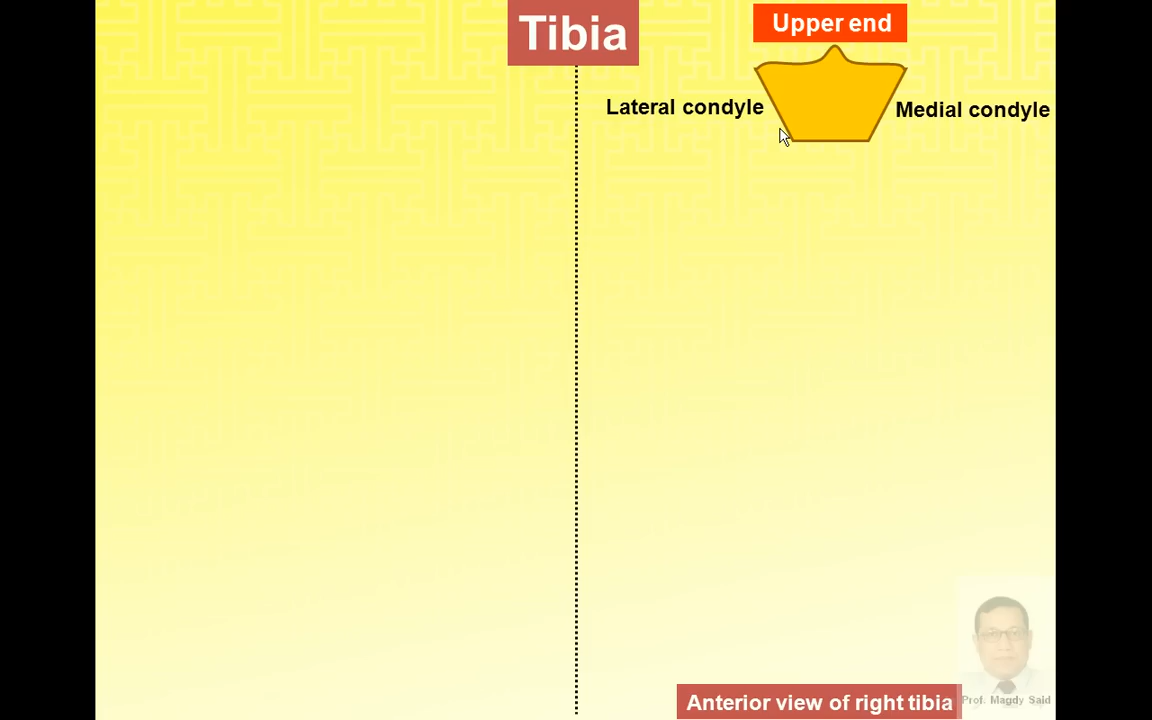 Tibia
Upper end
Lateral condyle
Medial condyle
Anterior view of right tibia
Prof. Magdy Said